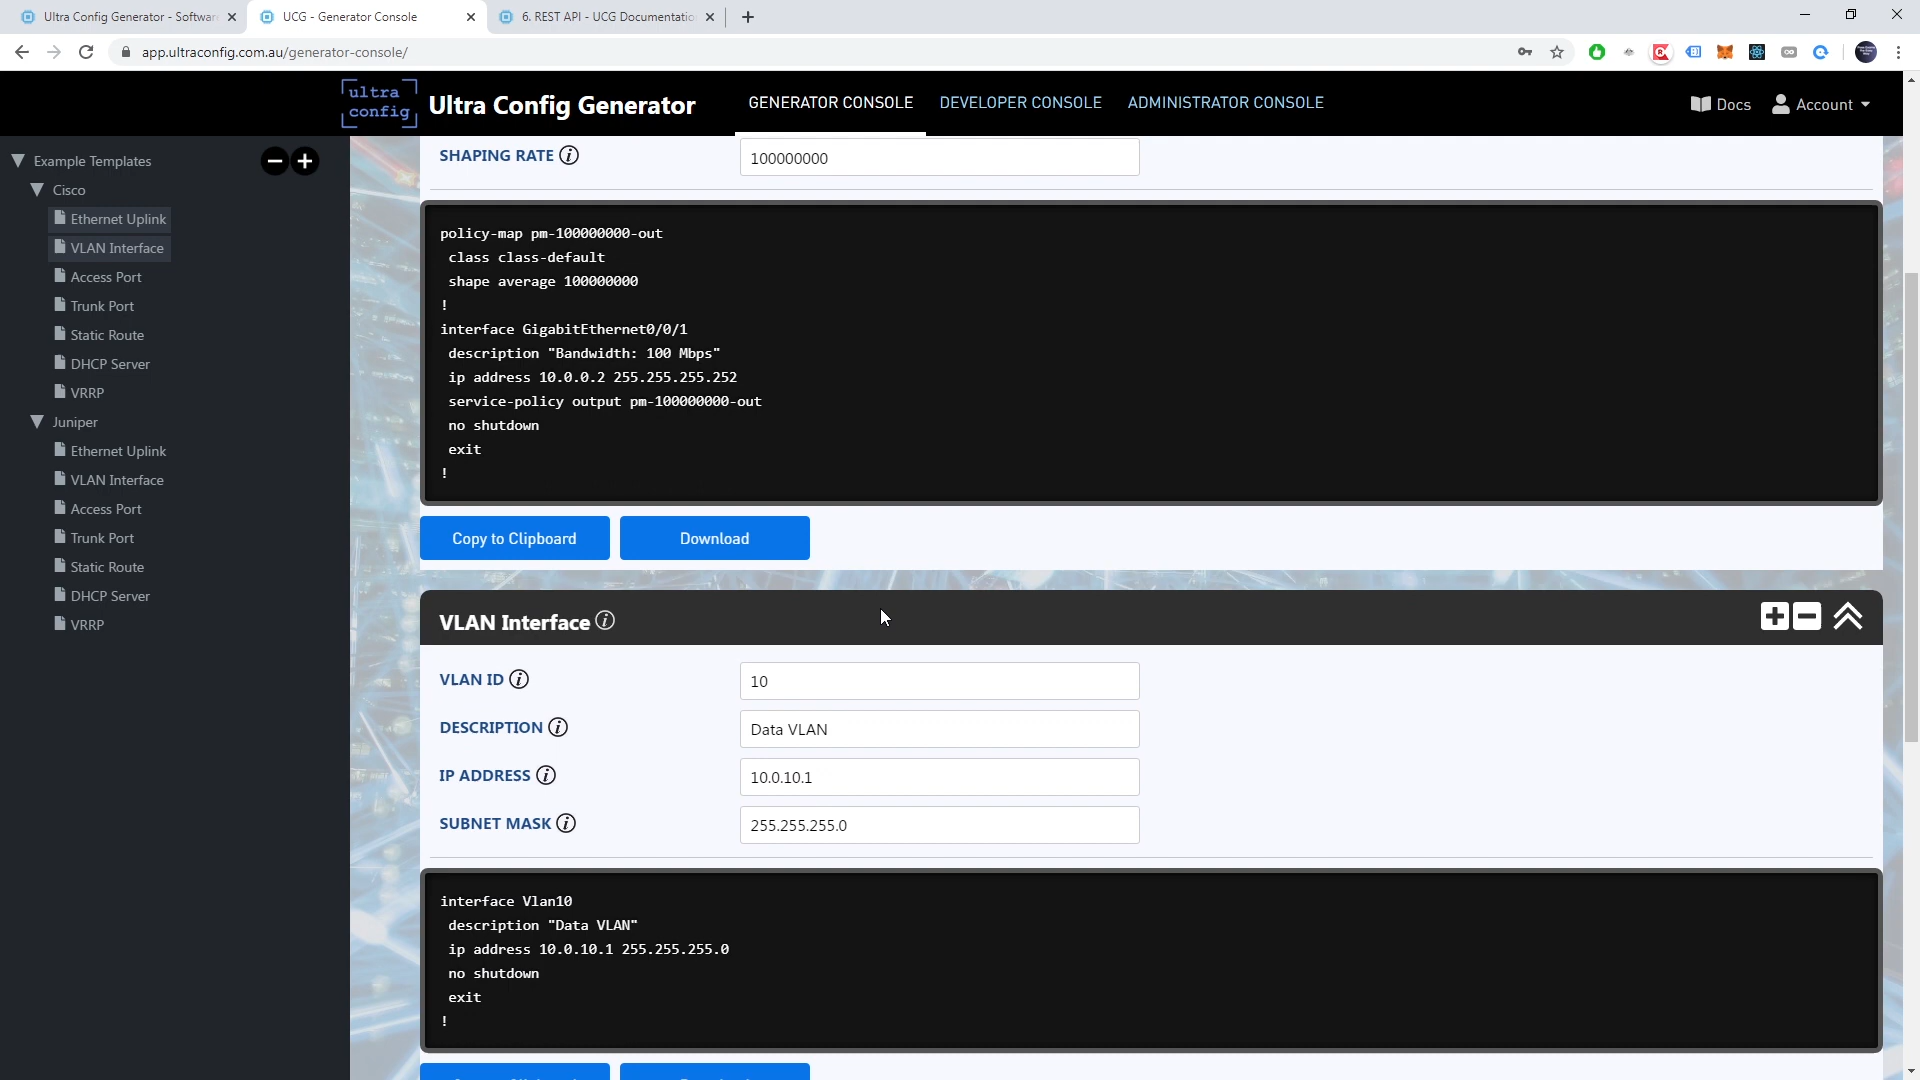 Ultra Config Generator - Softwar
UCG - Generator Console
6. REST API - UCG Documentatio
app.ultraconfig.com.au/generator-console/
ultra
config
Ultra Config Generator
GENERATOR CONSOLE
DEVELOPER CONSOLE
ADMINISTRATOR CONSOLE
Docs
Account
Example Templates
Cisco
Ethernet Uplink
VLAN Interface
Access Port
Trunk Port
Static Route
DHCP Server
VRRP
Juniper
Ethernet Uplink
VLAN Interface
Access Port
Trunk Port
Static Route
DHCP Server
VRRP
SHAPING RATE
100000000
policy-map pm-100000000-out
class class-default
shape average 100000000
!
interface GigabitEthernet0/0/1
description "Bandwidth: 100 Mbps"
ip address 10.0.0.2 255.255.255.252
service-policy output pm-100000000-out
no shutdown
exit
!
Copy to Clipboard
Download
VLAN Interface
VLAN ID
10
DESCRIPTION
Data VLAN
IP ADDRESS
10.0.10.1
SUBNET MASK
255.255.255.0
interface Vlan10
description "Data VLAN"
ip address 10.0.10.1 255.255.255.0
no shutdown
exit
!